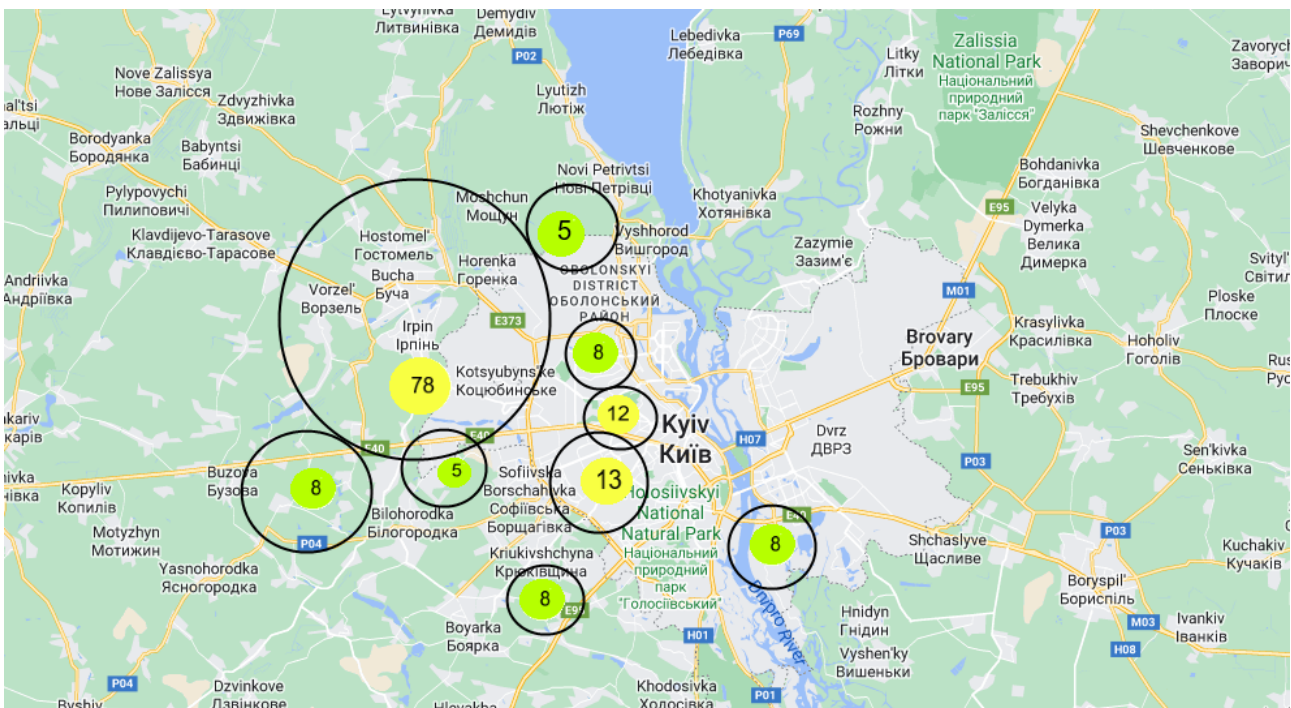 Lytvynivka
Литвинівка
Demydiv
Демидів
P02
Lebedivka
Лебедівка
P69
Litky
Літки
Zalissia
National Park
Національний
природний
парк "Залісся"
Nove Zalissya
Нове Залісся
Zdvyzhivka
Здвижівка
Lyutizh
Лютіж
Rozhny
Рожни
Shevchenkove
Шевченкове
Borodyanka
Бородянка
Babyntsi
Бабинці
Bohdanivka
Богданівка
Pylypovychi
Пилиповичі
Moshchun
Мощун
Novi Petrivtsi
Нові Петрівці
Khotyanivka
Хотянівка
E95
Velyka
Dymerka
Велика
Димерка
Klavdijevo-Tarasove
Клавдієво-Тарасове
Hostomel'
Гостомель
5
Vyshhorod
Вишгород
Zazymie
Зазим'є
Andriivka
Андріївка
Bucha
Буча
Horenka
Горенка
OBOLONSKYI
DISTRICT
ОБОЛОНСЬКИЙ
РАЙОН
M01
Ploske
Плоске
Vorzel'
Ворзель
E373
Irpin
Ірпінь
Brovary
Бровари
Krasylivka
Красилівка
Hoholiv
Гоголів
8
78
Kotsyubyns'ke
Коцюбинське
E95
Trebukhiv
Требухів
12
Kyiv
Київ
E40
E40
H07
Dvrz
ДВРЗ
P03
Sen'kivka
Сеньківка
Buzova
Бузова
8
5
Sofiivska
Borschahivka
Софіївська
Борщагівка
13
Kopyliv
Копилів
Bilohorodka
Білогородка
Holosiivskyi
National
Natural Park
Національний
природний
парк
"Голосіївський"
E40
8
Motyzhyn
Мотижин
P04
Shchaslyve
Щасливе
P03
Kuchakiv
Кучаків
Yasnohorodka
Ясногородка
Kriukivshchyna
Крюківщина
8
E95
Dnipro River
Boryspil'
Бориспіль
Boyarka
Боярка
H01
Hnidyn
Гнідин
M03
Ivankiv
Іванків
H08
Vyshen'ky
Вишеньки
P04
Dzvinkove
Дзвінкове
Khodosivka
Ходосівка
P01